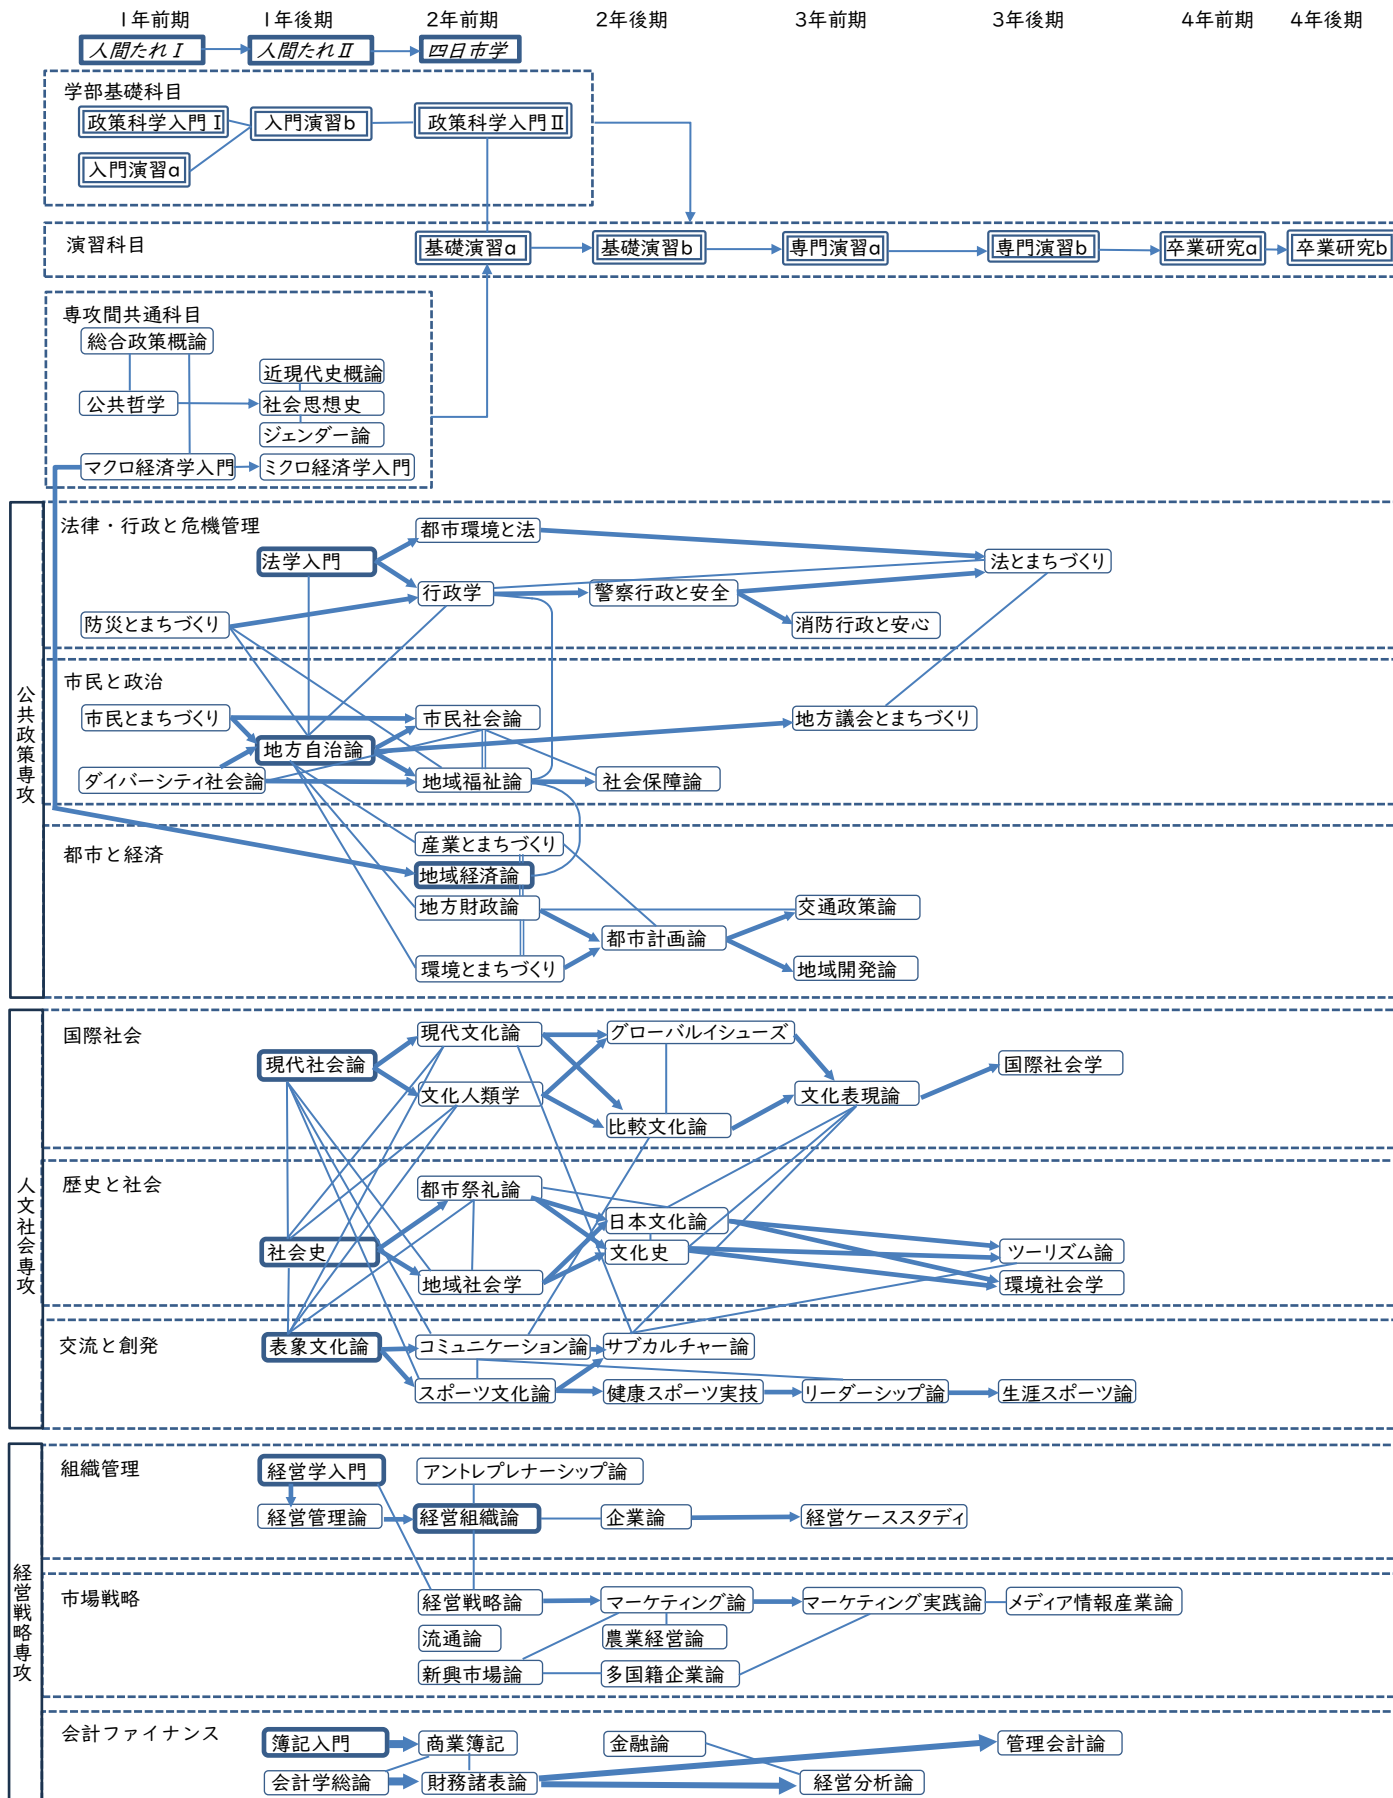 1年前期 1年後期 2年前期 2年後期 3年前期 3年後期 4年前期 4年後期
人間たれⅠ 人間たれⅡ 四日市学
学部基礎科目
政策科学入門Ⅰ 入門演習b 政策科学入門Ⅱ
入門演習a
演習科目 基礎演習a 基礎演習b 専門演習a 専門演習b 卒業研究a 卒業研究b
専攻間共通科目
総合政策概論
近現代史概論
公共哲学 社会思想史
ジェンダー論
マクロ経済学入門 ミクロ経済学入門
公共政策専攻
法律・行政と危機管理
都市環境と法
法学入門 法とまちづくり
行政学 警察行政と安全
防災とまちづくり 消防行政と安心
市民と政治
市民とまちづくり 市民社会論 地方議会とまちづくり
地方自治論
ダイバーシティ社会論 地域福祉論 社会保障論
都市と経済
産業とまちづくり
地域経済論
地方財政論 交通政策論
都市計画論
環境とまちづくり 地域開発論
人文社会専攻
国際社会
現代文化論 グローバルイシューズ
現代社会論 国際社会学
文化人類学 文化表現論
比較文化論
歴史と社会
都市祭礼論
日本文化論
社会史 文化史 ツーリズム論
地域社会学 環境社会学
交流と創発
表象文化論 コミュニケーション論 サブカルチャー論
スポーツ文化論 健康スポーツ実技 リーダーシップ論 生涯スポーツ論
経営戦略専攻
組織管理
経営学入門 アントレプレナーシップ論
経営管理論 経営組織論 企業論 経営ケーススタディ
市場戦略
経営戦略論 マーケティング論 マーケティング実践論 メディア情報産業論
流通論 農業経営論
新興市場論 多国籍企業論
会計ファイナンス
簿記入門 商業簿記 金融論 管理会計論
会計学総論 財務諸表論 経営分析論